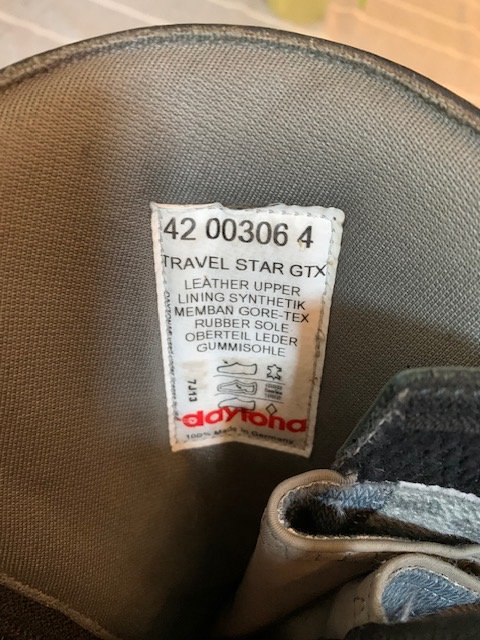 42 00306 4
TRAVEL STAR GTX
LEATHER UPPER
LINING SYNTHETIK
MEMBAN GORE-TEX
RUBBER SOLE
OBERTEIL LEDER
GUMMISOHLE
7J13
daytona
100% Made in Germany